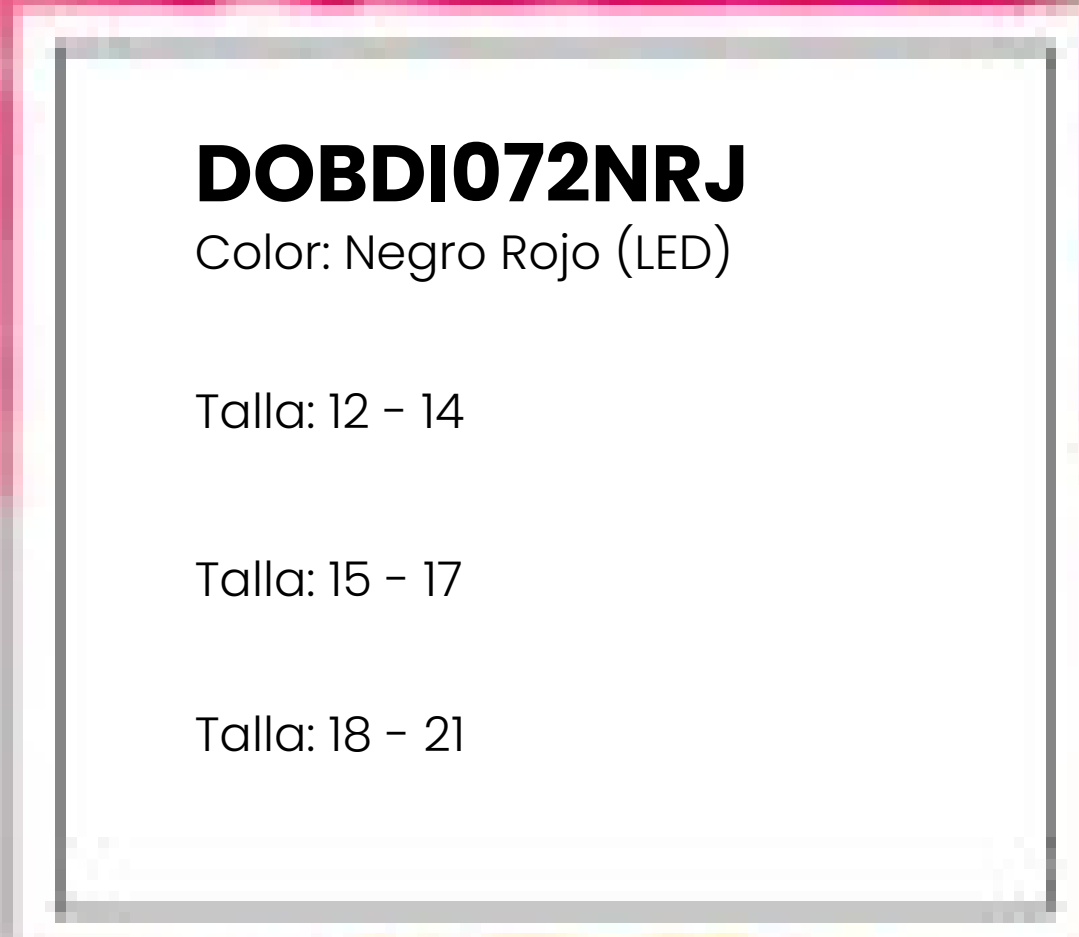 DOBDI072NRJ
Color: Negro Rojo (LED)
Talla: 12 - 14
Talla: 15 - 17
Talla: 18 - 21